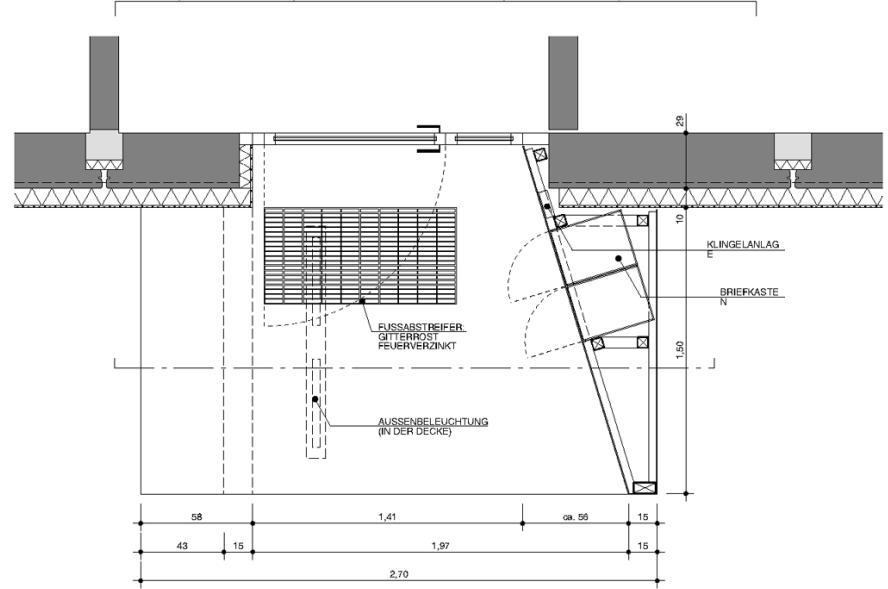 29
10
KLINGELANLAG
E
BRIEFKASTE
N
FUSSABSTREIFER:
GITTERROST
FEUERVERZINKT
1,50
AUSSENBELEUCHTUNG
(IN DER DECKE)
58 1,41 ca. 56 15
43 15 1,97 15
2,70